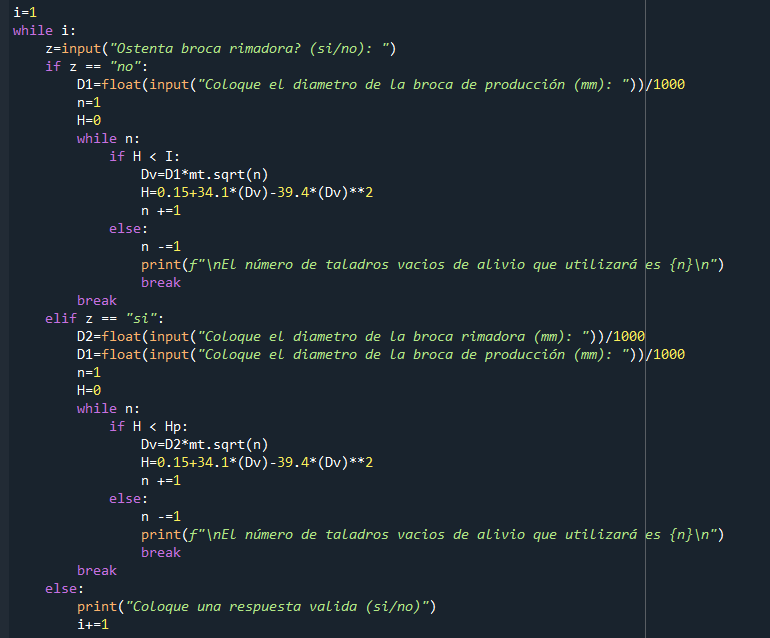 i=1
while i:
    z=input("Ostenta broca rimadora? (si/no): ")
    if z == "no":
        D1=float(input("Coloque el diametro de la broca de producción (mm): "))/1000
        n=1
        H=0
        while n:
            if H < I:
                Dv=D1*mt.sqrt(n)
                H=0.15+34.1*(Dv)-39.4*(Dv)**2
                n +=1
            else:
                n -=1
                print(f"\nEl número de taladros vacios de alivio que utilizará es {n}\n")
                break
        break
    elif z == "si":
        D2=float(input("Coloque el diametro de la broca rimadora (mm): "))/1000
        D1=float(input("Coloque el diametro de la broca de producción (mm): "))/1000
        n=1
        H=0
        while n:
            if H < Hp:
                Dv=D2*mt.sqrt(n)
                H=0.15+34.1*(Dv)-39.4*(Dv)**2
                n +=1
            else:
                n -=1
                print(f"\nEl número de taladros vacios de alivio que utilizará es {n}\n")
                break
        break
    else:
        print("Coloque una respuesta valida (si/no)")
        i+=1